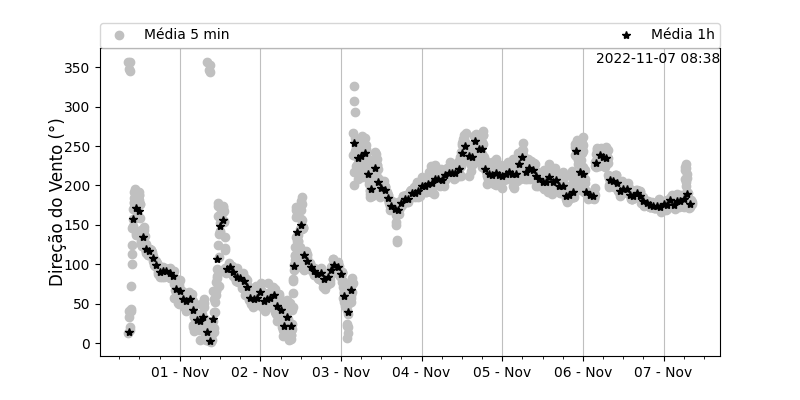 Média 5 min
Média 1h
2022-11-07 08:38
Direção do Vento (°)
350
300
250
200
150
100
50
0
01 - Nov
02 - Nov
03 - Nov
04 - Nov
05 - Nov
06 - Nov
07 - Nov